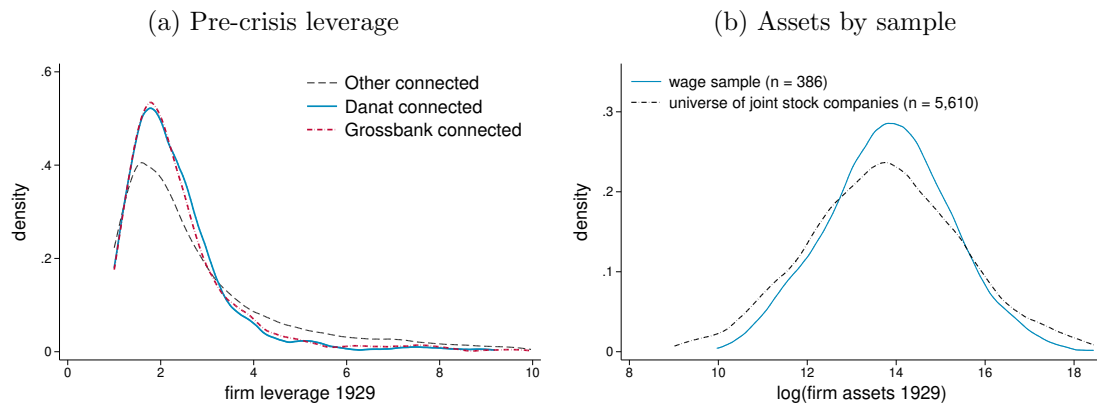 (a) Pre-crisis leverage
.6
.4
.2
0
density
0 2 4 6 8 10
firm leverage 1929
Other connected
Danat connected
Grossbank connected
(b) Assets by sample
.3
.2
.1
0
density
8 10 12 14 16 18
log(firm assets 1929)
wage sample (n = 386)
universe of joint stock companies (n = 5,610)